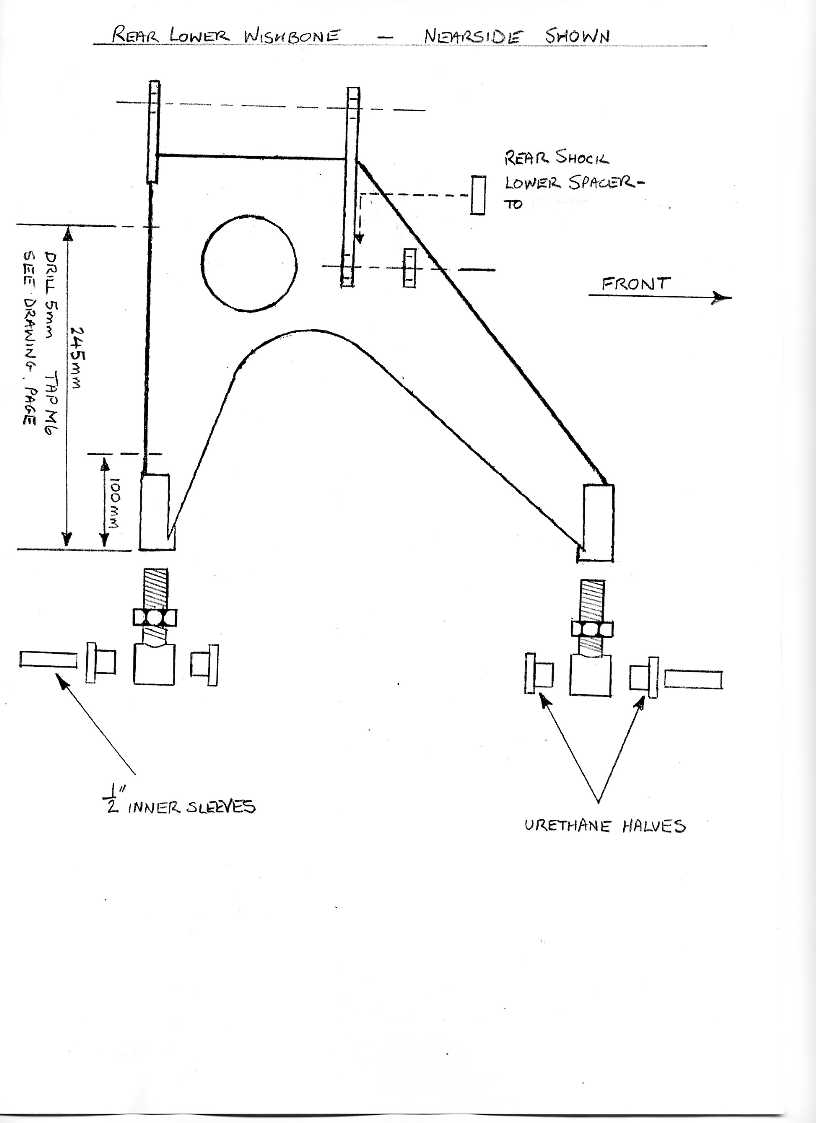 REAR LOWER WISHBONE - NEARSIDE SHOWN
REAR SHOCK
LOWER SPACER-
TO
FRONT
245mm
DRILL 5mm TAP M6
SEE DRAWING PAGE
100mm
1/2" INNER SLEEVES
URETHANE HALVES